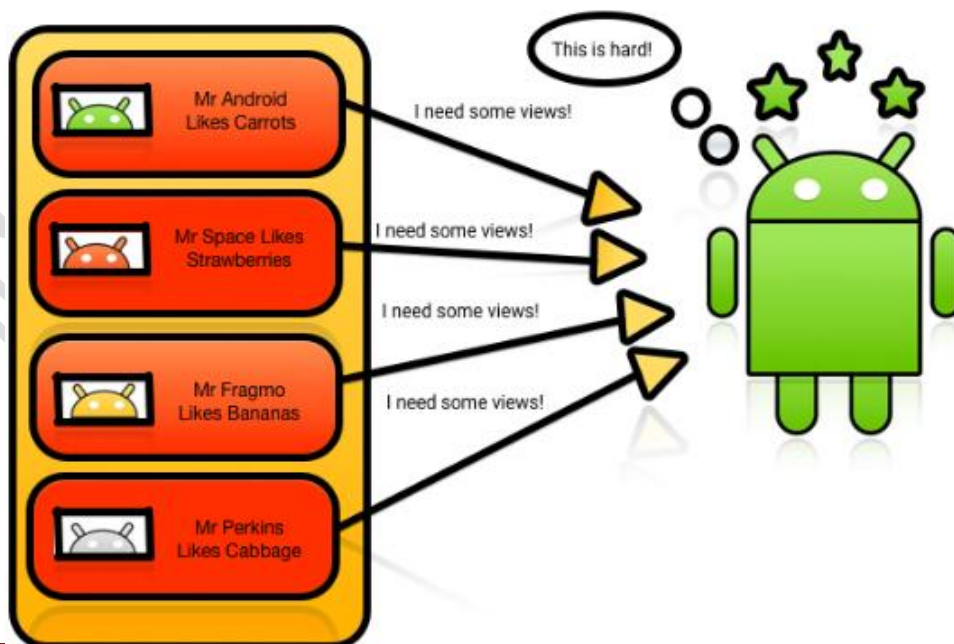 This is hard!
Mr Android
Likes Carrots
I need some views!
Mr Space Likes
Strawberries
I need some views!
I need some views!
Mr Fragmo
Likes Bananas
I need some views!
Mr Perkins
Likes Cabbage